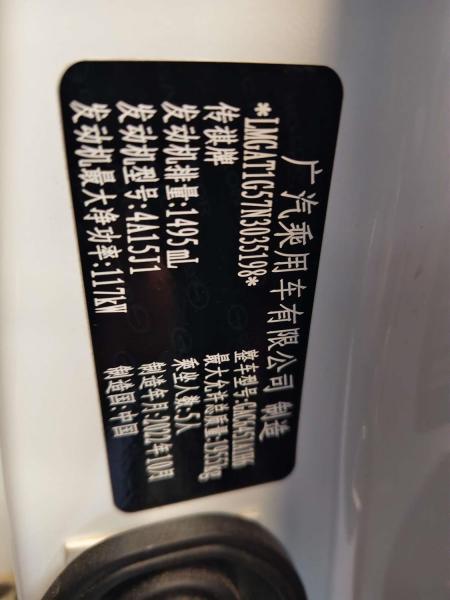 广汽乘用车有限公司 制造
*LMGAT1G57N3035198*
传祺牌 整车型号:
发动机排量:1495mL 最大允许总质量:
发动机型号:4A15J1 乘坐人数:5人
发动机最大净功率:117kW 制造年月:2022年10月
制造国:中国